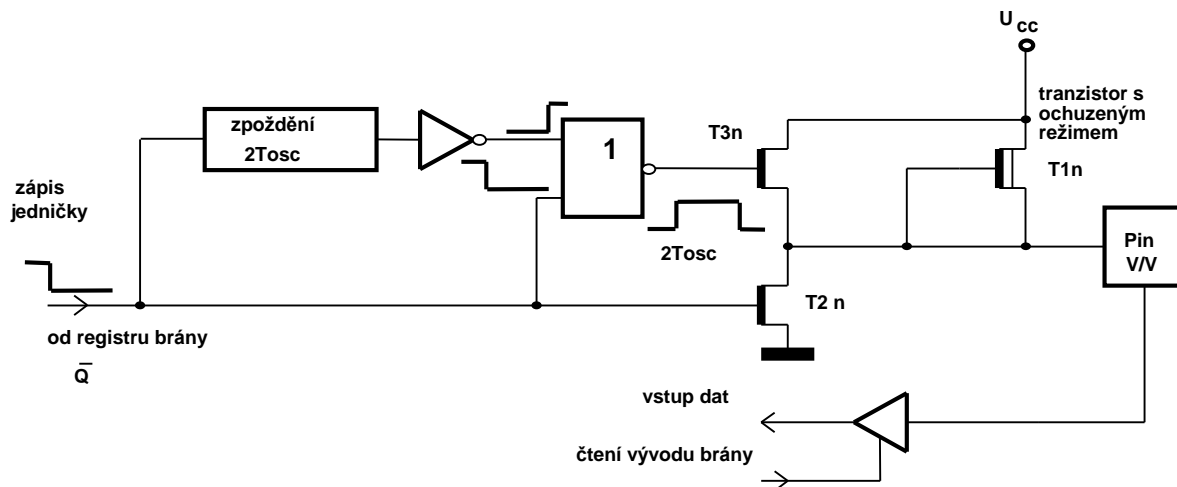 U CC
tranzistor s
ochuzeným
režimem
zpoždění
2Tosc
1
T3n
T1n
zápis
jedničky
2Tosc
Pin
V/V
T2 n
od registru brány
Q̅
vstup dat
čtení vývodu brány